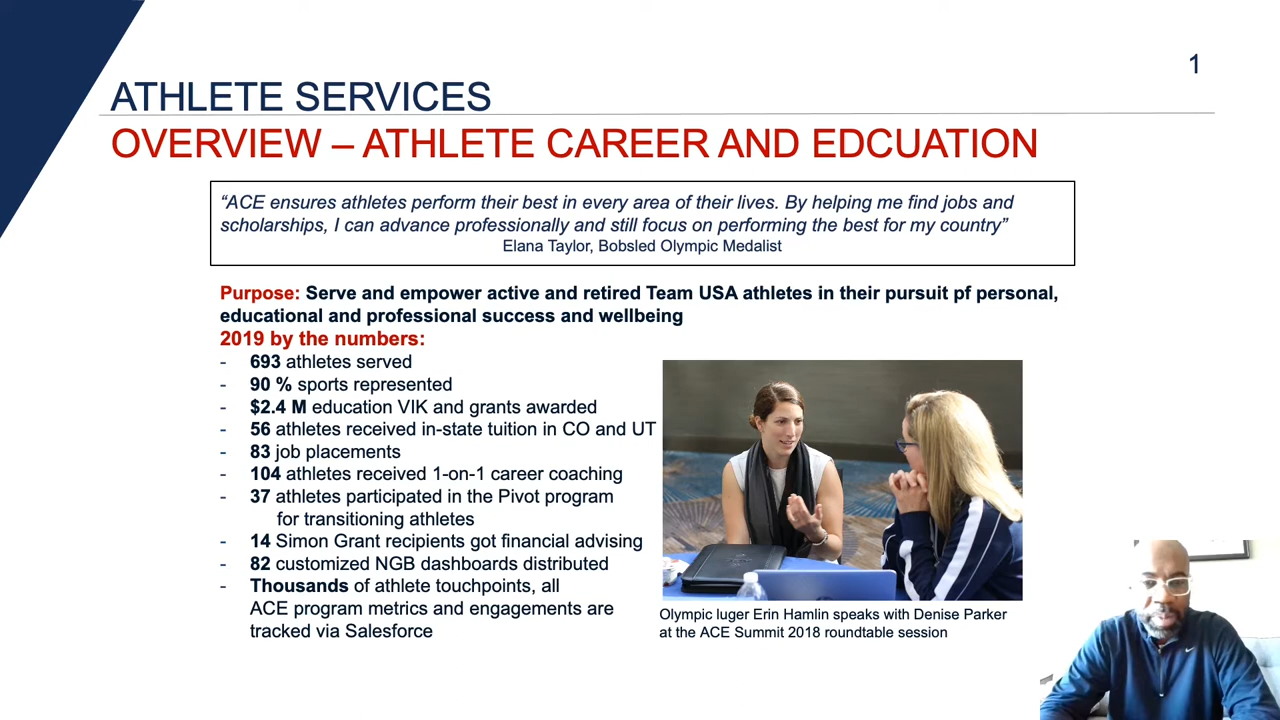 1
ATHLETE SERVICES
OVERVIEW – ATHLETE CAREER AND EDCUATION
“ACE ensures athletes perform their best in every area of their lives. By helping me find jobs and
scholarships, I can advance professionally and still focus on performing the best for my country”
Elana Taylor, Bobsled Olympic Medalist
Purpose: Serve and empower active and retired Team USA athletes in their pursuit pf personal,
educational and professional success and wellbeing
2019 by the numbers:
- 693 athletes served
- 90 % sports represented
- $2.4 M education VIK and grants awarded
- 56 athletes received in-state tuition in CO and UT
- 83 job placements
- 104 athletes received 1-on-1 career coaching
- 37 athletes participated in the Pivot program
for transitioning athletes
- 14 Simon Grant recipients got financial advising
- 82 customized NGB dashboards distributed
- Thousands of athlete touchpoints, all
ACE program metrics and engagements are
tracked via Salesforce
Olympic luger Erin Hamlin speaks with Denise Parker
at the ACE Summit 2018 roundtable session